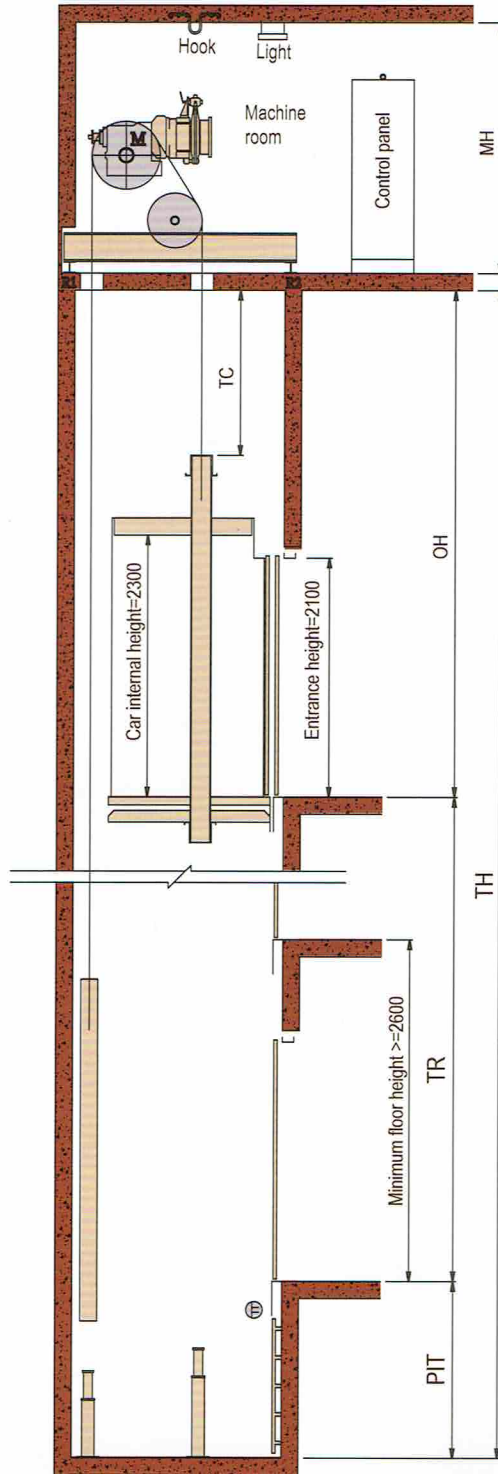 Hook
Light
Machine
room
M
Control panel
MH
R1
R2
TC
OH
Car internal height=2300
Entrance height=2100
TH
Minimum floor height >=2600
TR
PIT